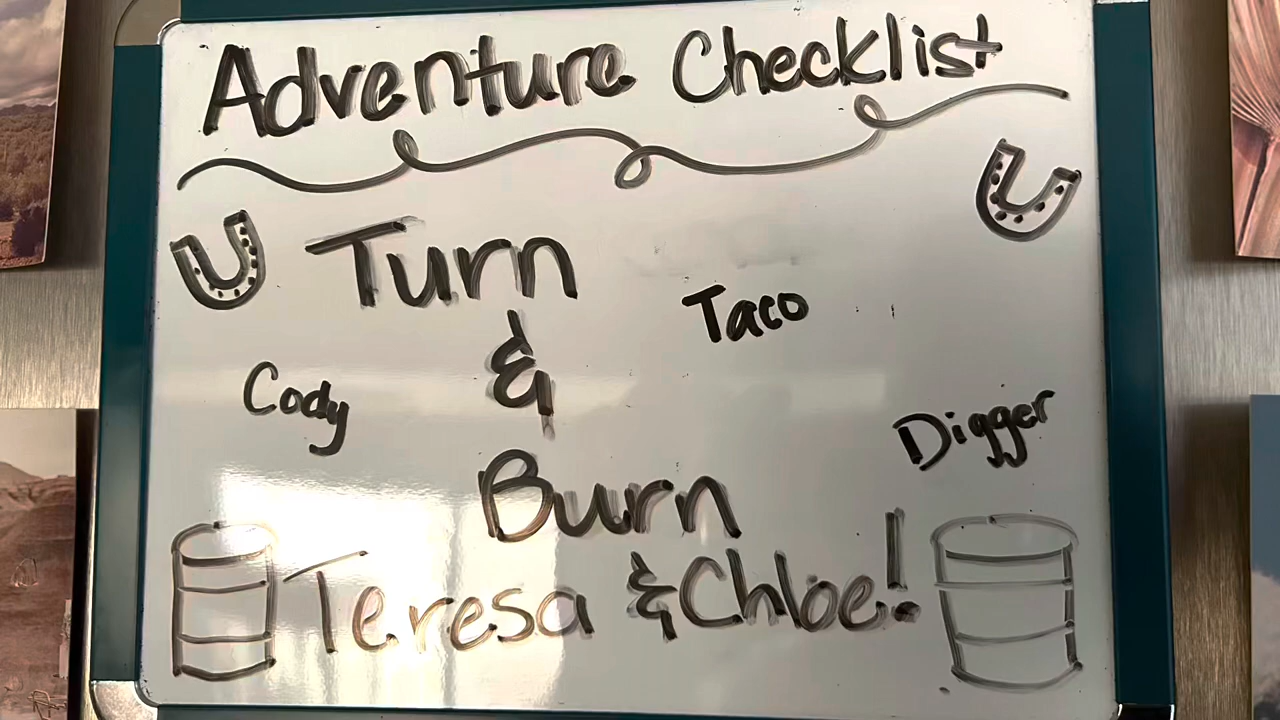 Adventure Checklist
Turn
Taco
&
Cody
Digger
Burn
Teresa & Chloe!